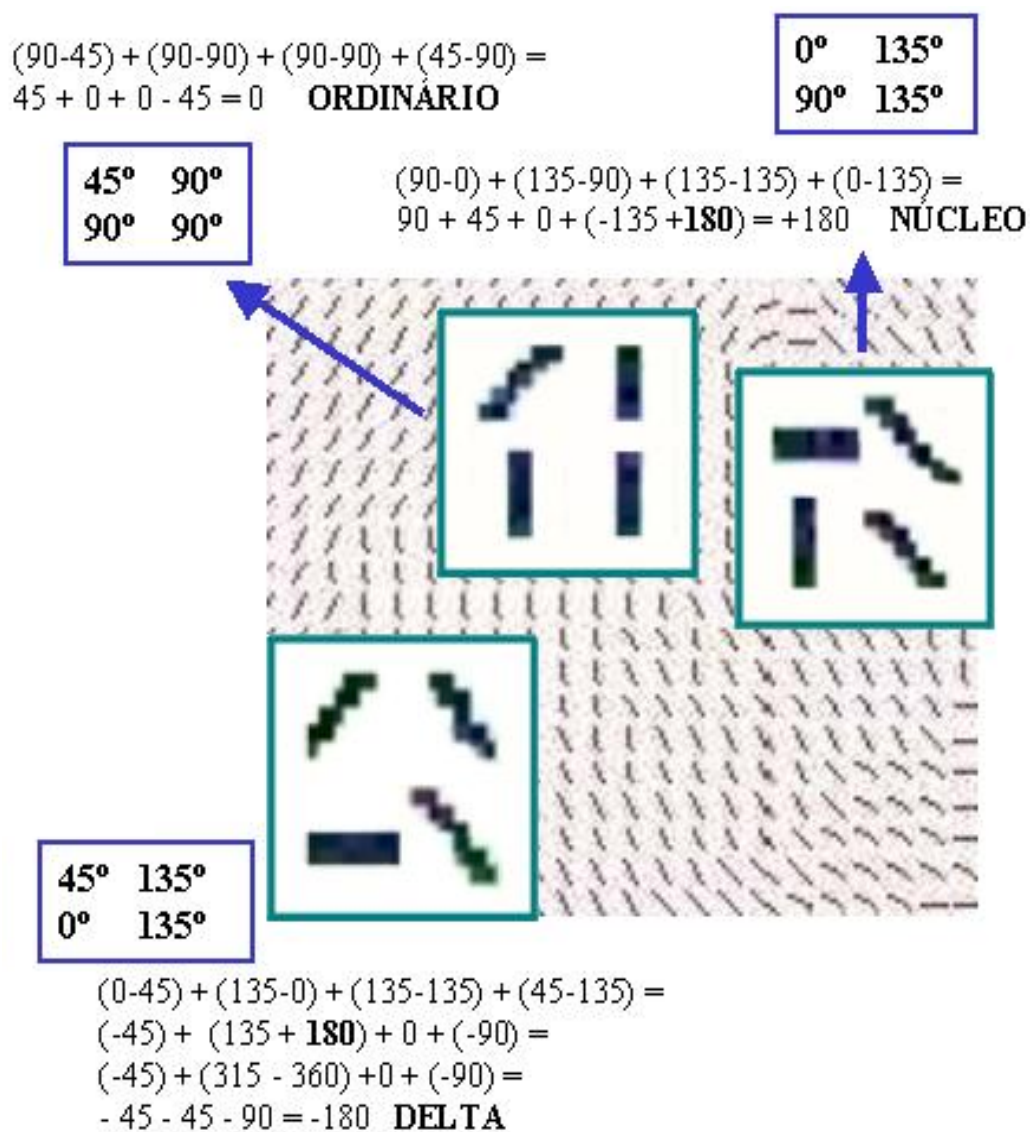 (90-45) + (90-90) + (90-90) + (45-90) =
45 + 0 + 0 - 45 = 0 ORDINÁRIO
45º 90º
90º 90º
0º 135º
90º 135º
(90-0) + (135-90) + (135-135) + (0-135) =
90 + 45 + 0 + (-135 +180) = +180 NÚCLEO
45º 135º
0º 135º
(0-45) + (135-0) + (135-135) + (45-135) =
(-45) + (135 + 180) + 0 + (-90) =
(-45) + (315 - 360) +0 + (-90) =
- 45 - 45 - 90 = -180 DELTA